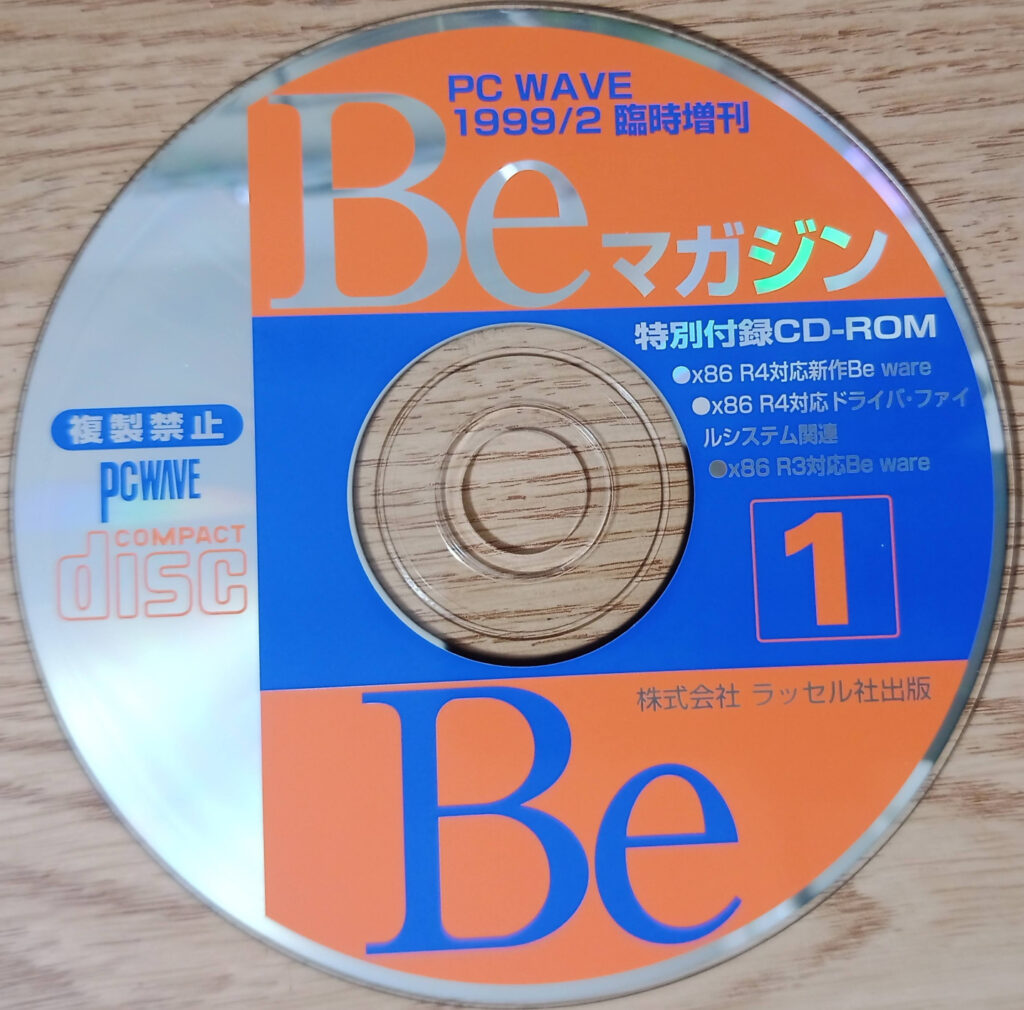 PC WAVE
1999/2 臨時増刊
Be マガジン
特別付録CD-ROM
●x86 R4対応新作Be ware
●x86 R4対応ドライバ・ファイ
ルシステム関連
●x86 R3対応Be ware
複製禁止
PCWAVE
COMPACT
disc
1
株式会社 ラッセル社出版
Be